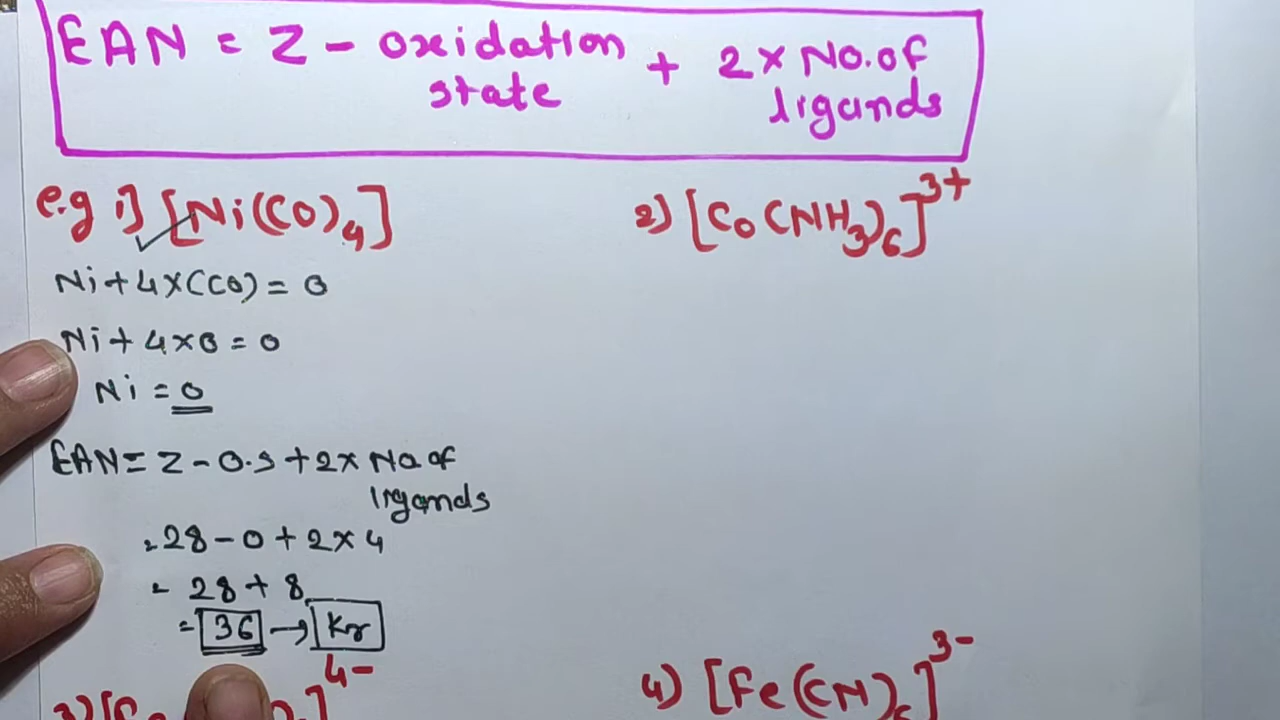 EAN = Z - oxidation state + 2 x No. of ligands
e.g 1] [Ni(CO)4]
Ni + 4 x (CO) = 0
Ni + 4 x 0 = 0
Ni = 0
EAN = Z - O.S + 2 x No of ligands
= 28 - 0 + 2 x 4
= 28 + 8
= 36 → Kr
2) [Co(NH3)6]3+
3) 4-
4) [Fe(CN)6]3-